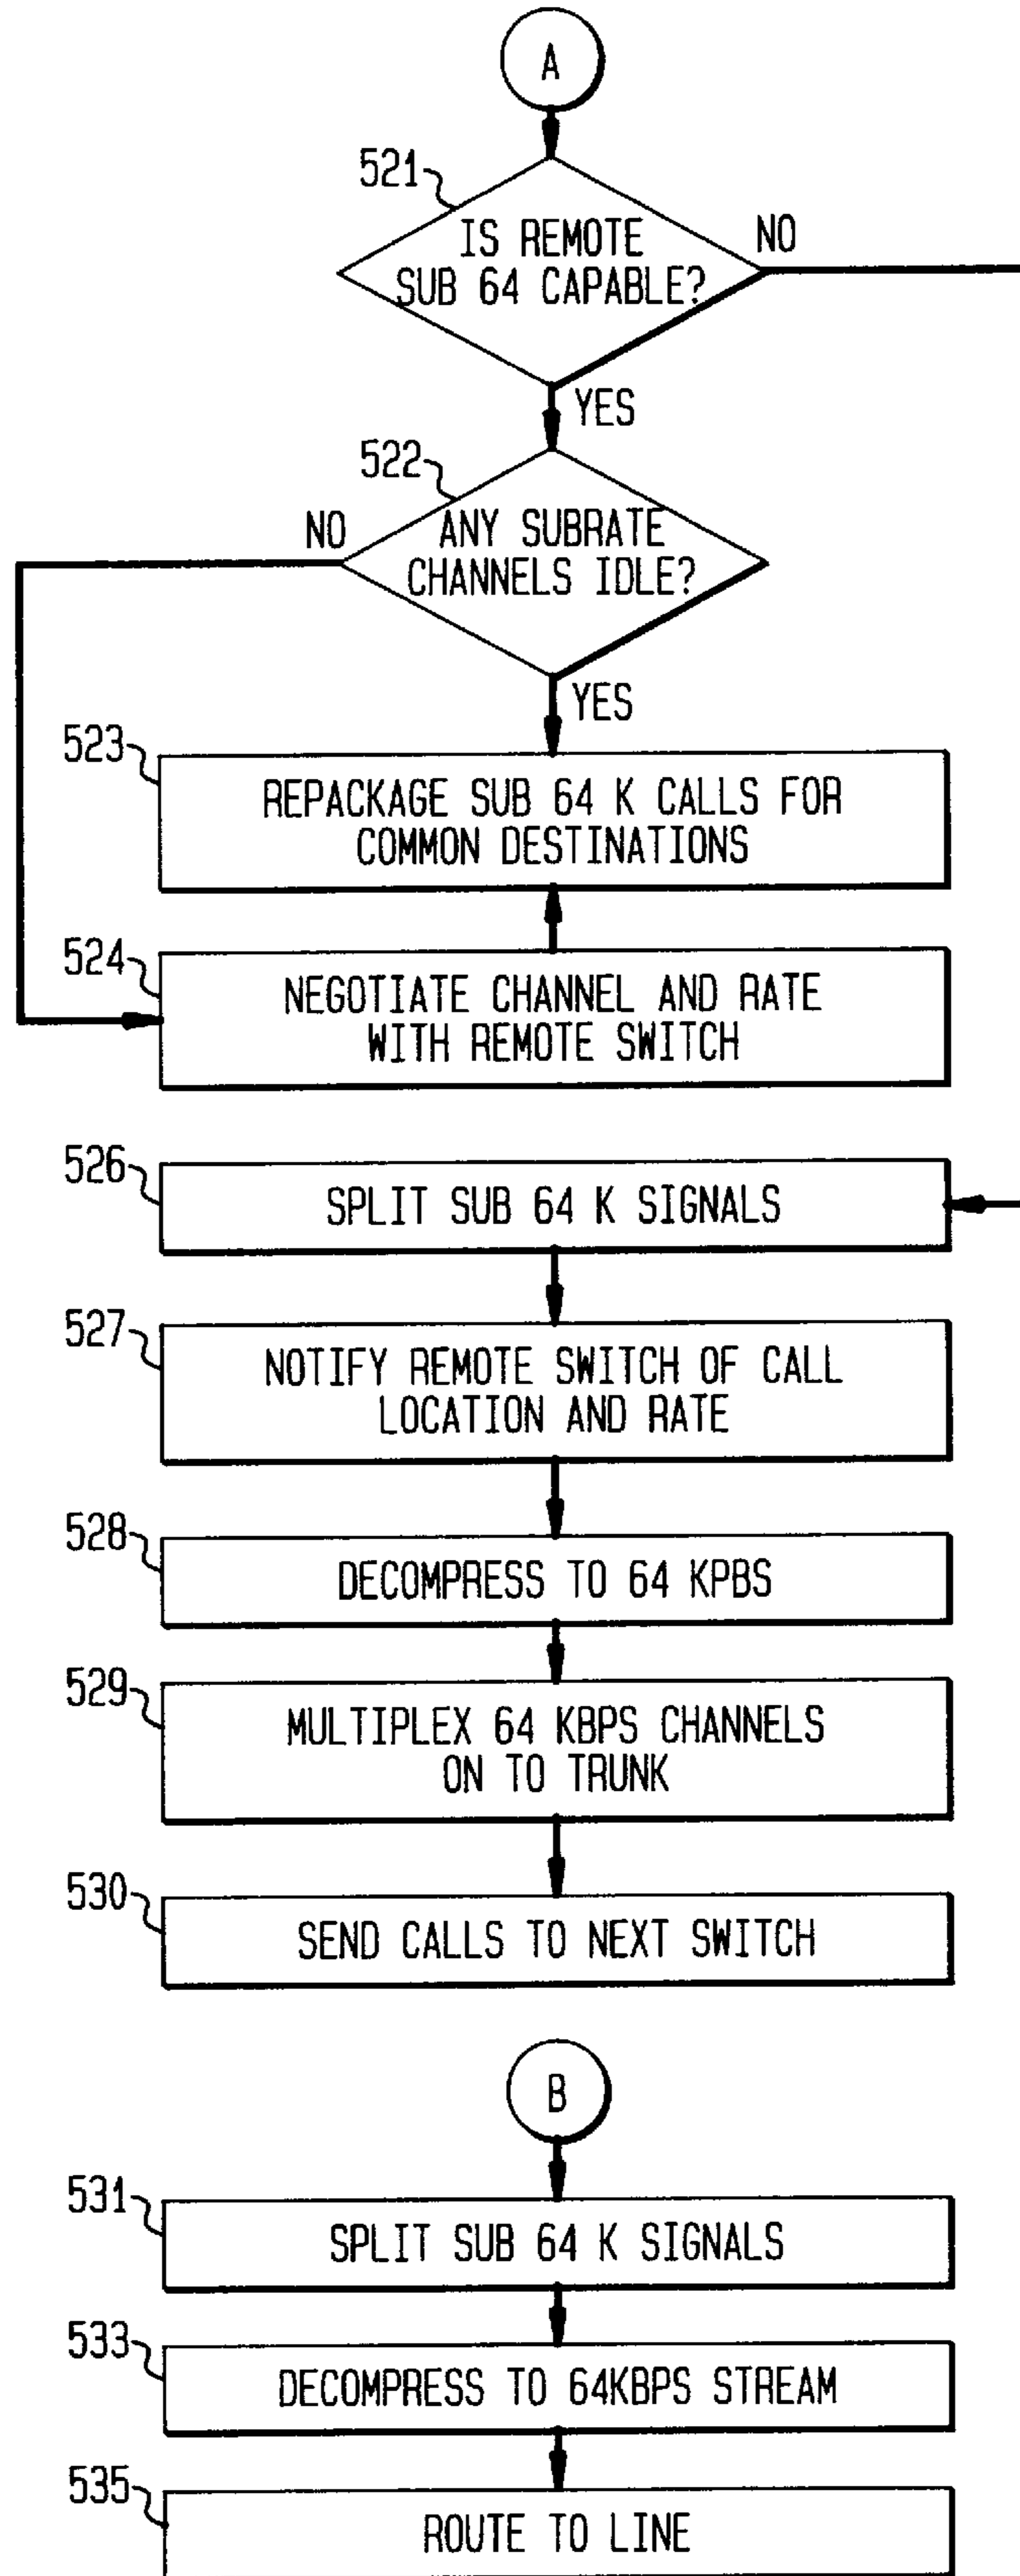 A
521
IS REMOTE
SUB 64 CAPABLE?
NO
YES
522
NO
ANY SUBRATE
CHANNELS IDLE?
YES
523
REPACKAGE SUB 64 K CALLS FOR
COMMON DESTINATIONS
524
NEGOTIATE CHANNEL AND RATE
WITH REMOTE SWITCH
526
SPLIT SUB 64 K SIGNALS
527
NOTIFY REMOTE SWITCH OF CALL
LOCATION AND RATE
528
DECOMPRESS TO 64 KPBS
529
MULTIPLEX 64 KBPS CHANNELS
ON TO TRUNK
530
SEND CALLS TO NEXT SWITCH
B
531
SPLIT SUB 64 K SIGNALS
533
DECOMPRESS TO 64KBPS STREAM
535
ROUTE TO LINE